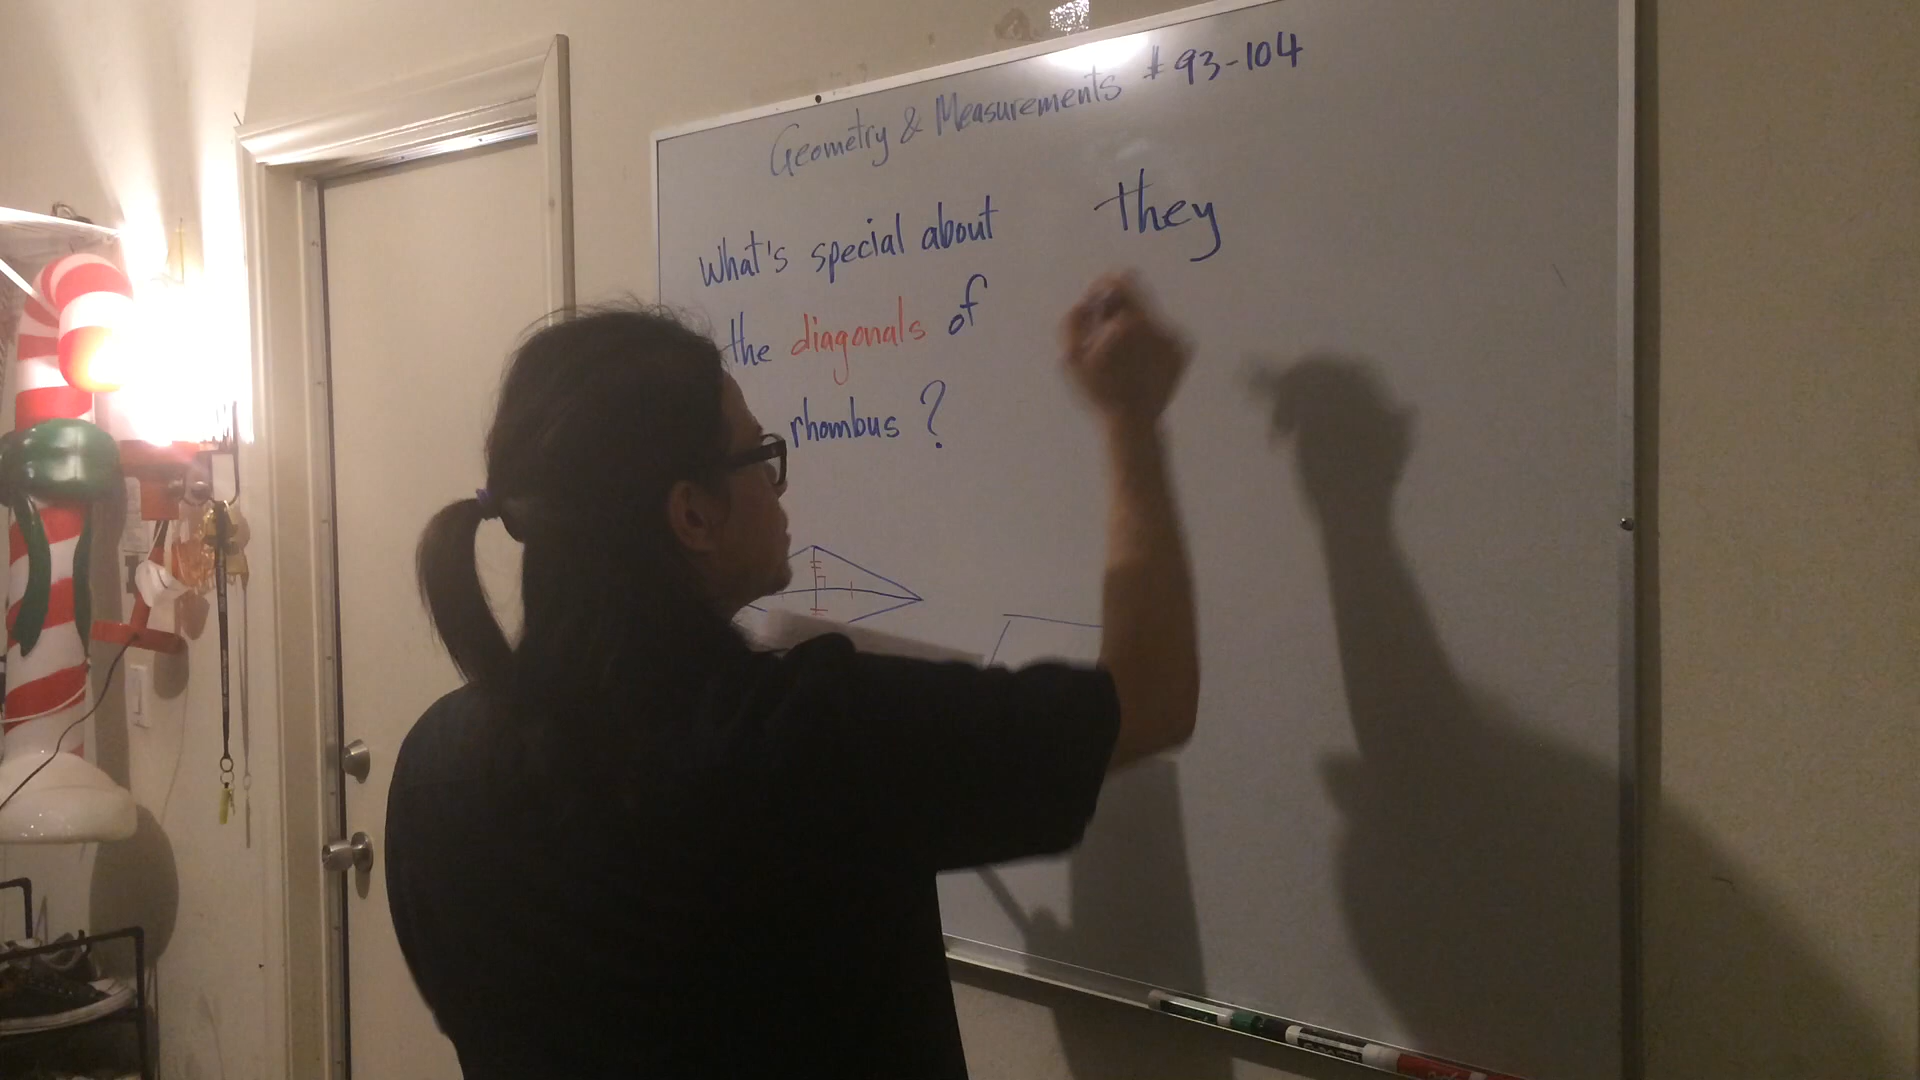 Geometry & Measurements # 93-104
What's special about
the diagonals of
rhombus ?
they